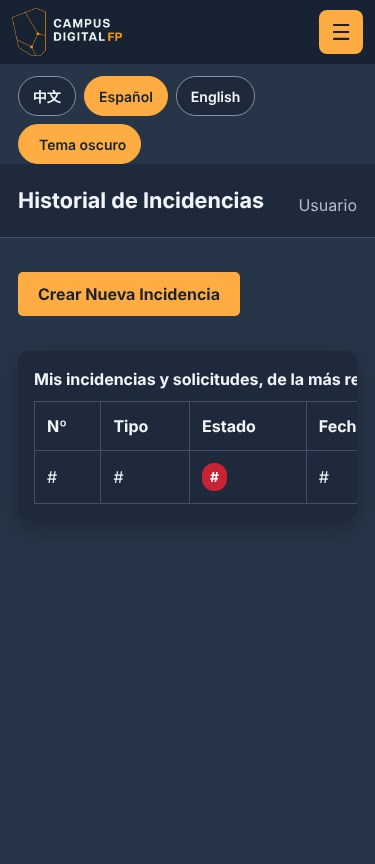 CAMPUS
DIGITAL FP
☰
中文 Español English
Tema oscuro
Historial de Incidencias Usuario
Crear Nueva Incidencia
Mis incidencias y solicitudes, de la más re
Nº Tipo Estado Fech
# # # #